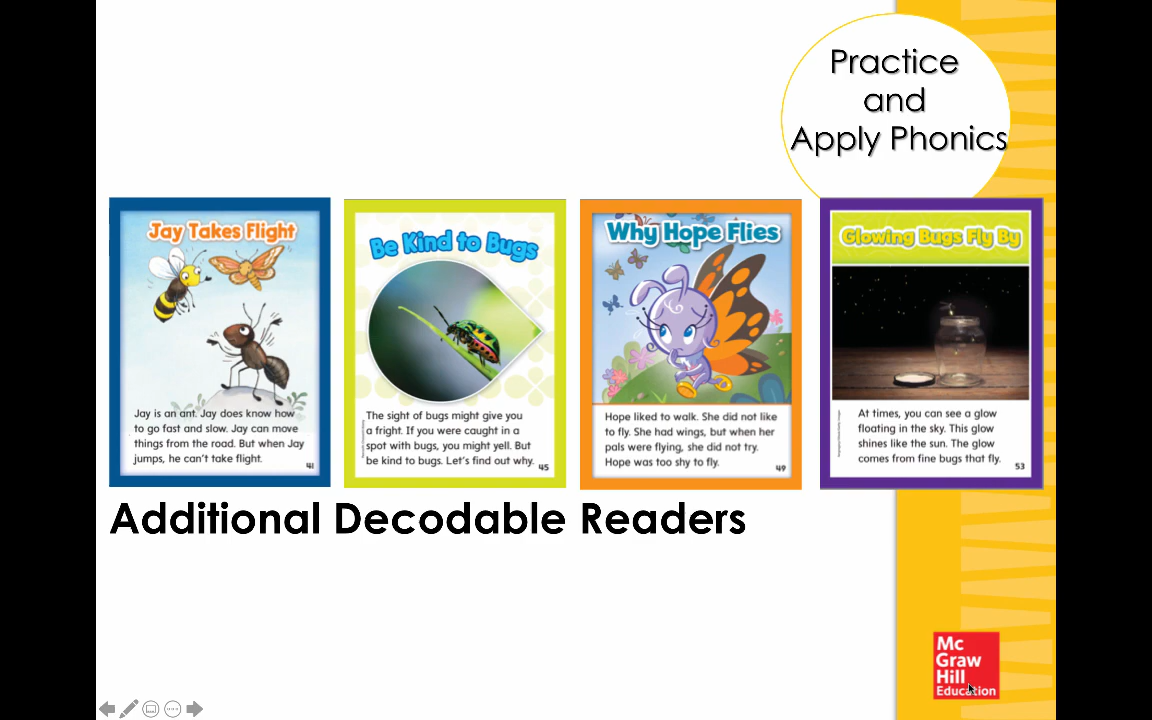 Practice
and
Apply Phonics
Jay Takes Flight
Jay is an ant. Jay does know how
to go fast and slow. Jay can move
things from the road. But when Jay
jumps, he can't take flight.
41
Be Kind to Bugs
The sight of bugs might give you
a fright. If you were caught in a
spot with bugs, you might yell. But
be kind to bugs. Let's find out why.
45
Why Hope Flies
Hope liked to walk. She did not like
to fly. She had wings, but when her
pals were flying, she did not try.
Hope was too shy to fly.
49
Glowing Bugs Fly By
At times, you can see a glow
floating in the sky. This glow
shines like the sun. The glow
comes from fine bugs that fly.
53
Additional Decodable Readers
Mc
Graw
Hill
Education